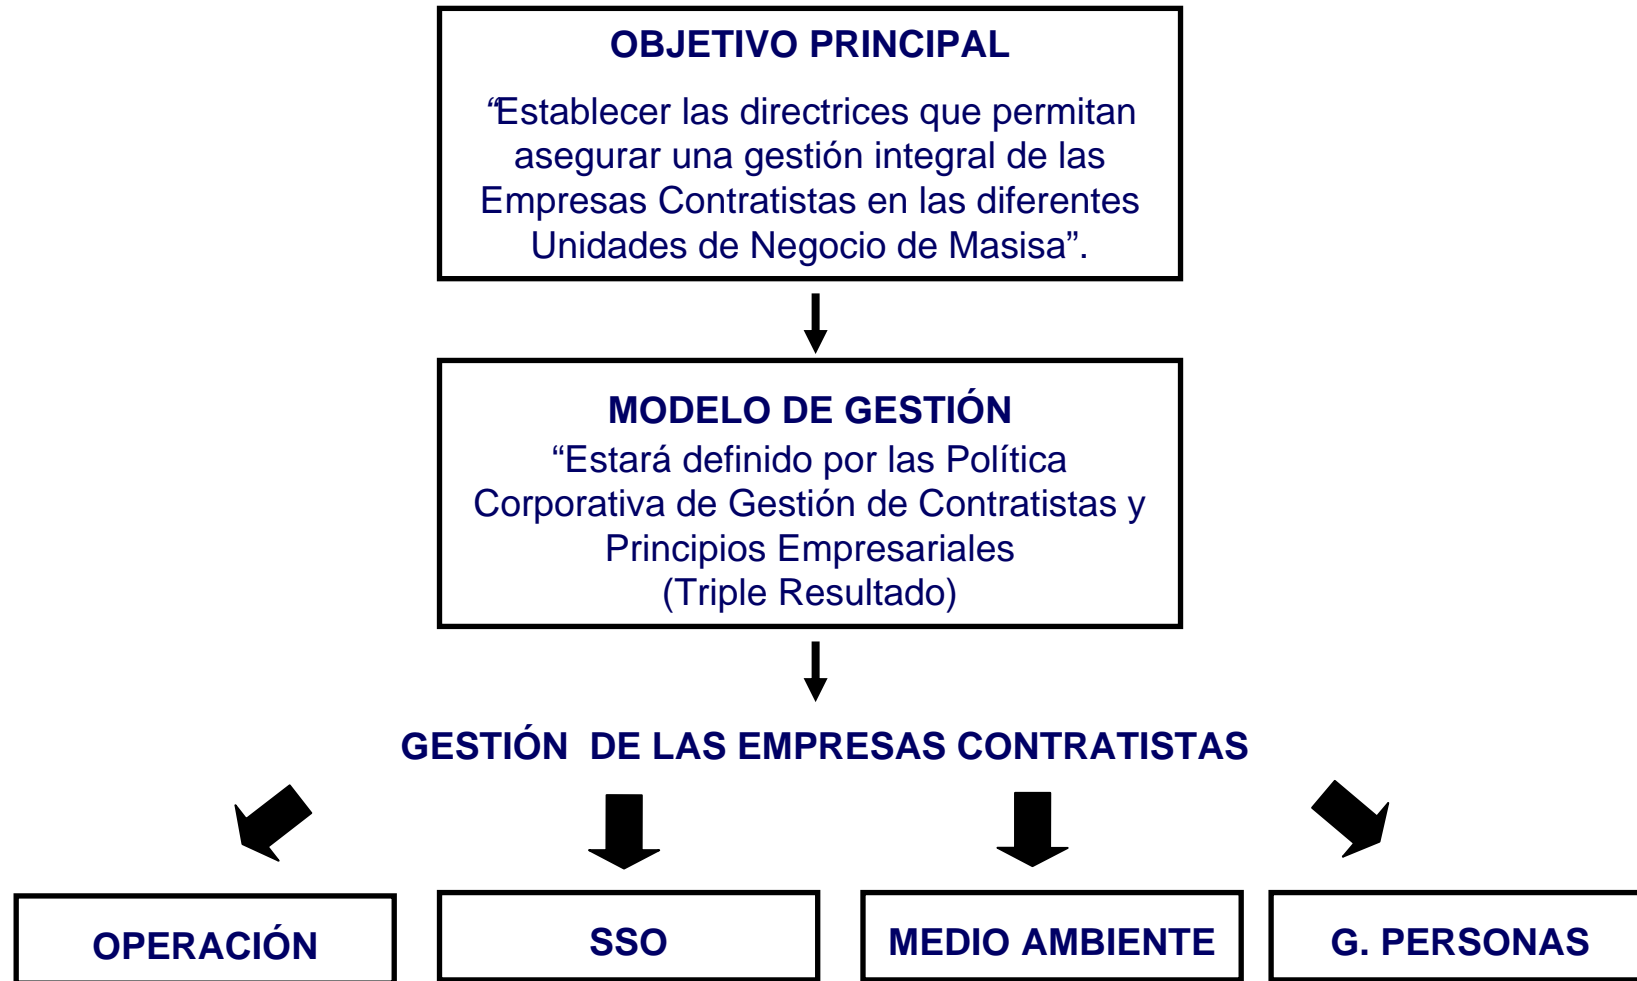 OBJETIVO PRINCIPAL
“Establecer las directrices que permitan
asegurar una gestión integral de las
Empresas Contratistas en las diferentes
Unidades de Negocio de Masisa”.
MODELO DE GESTIÓN
“Estará definido por las Política
Corporativa de Gestión de Contratistas y
Principios Empresariales
(Triple Resultado)
GESTIÓN  DE LAS EMPRESAS CONTRATISTAS
OPERACIÓN
SSO
MEDIO AMBIENTE
G. PERSONAS